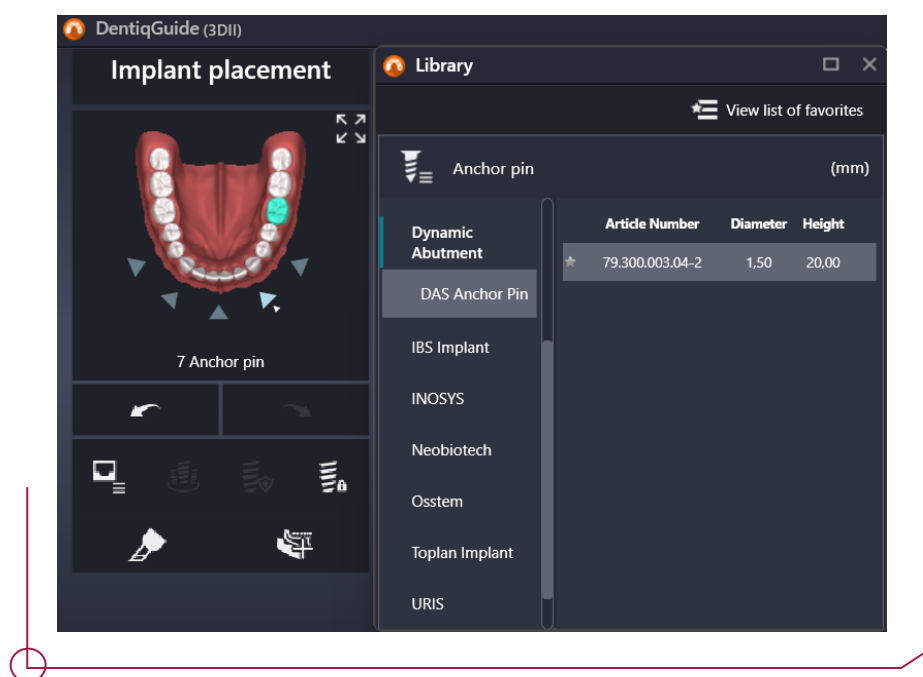 DentiqGuide (3DII)
Implant placement
7 Anchor pin
Library
View list of favorites
Anchor pin
(mm)
Dynamic
Abutment
DAS Anchor Pin
IBS Implant
INOSYS
Neobiotech
Osstem
Toplan Implant
URIS
Article Number Diameter Height
79.300.003.04-2 1,50 20,00